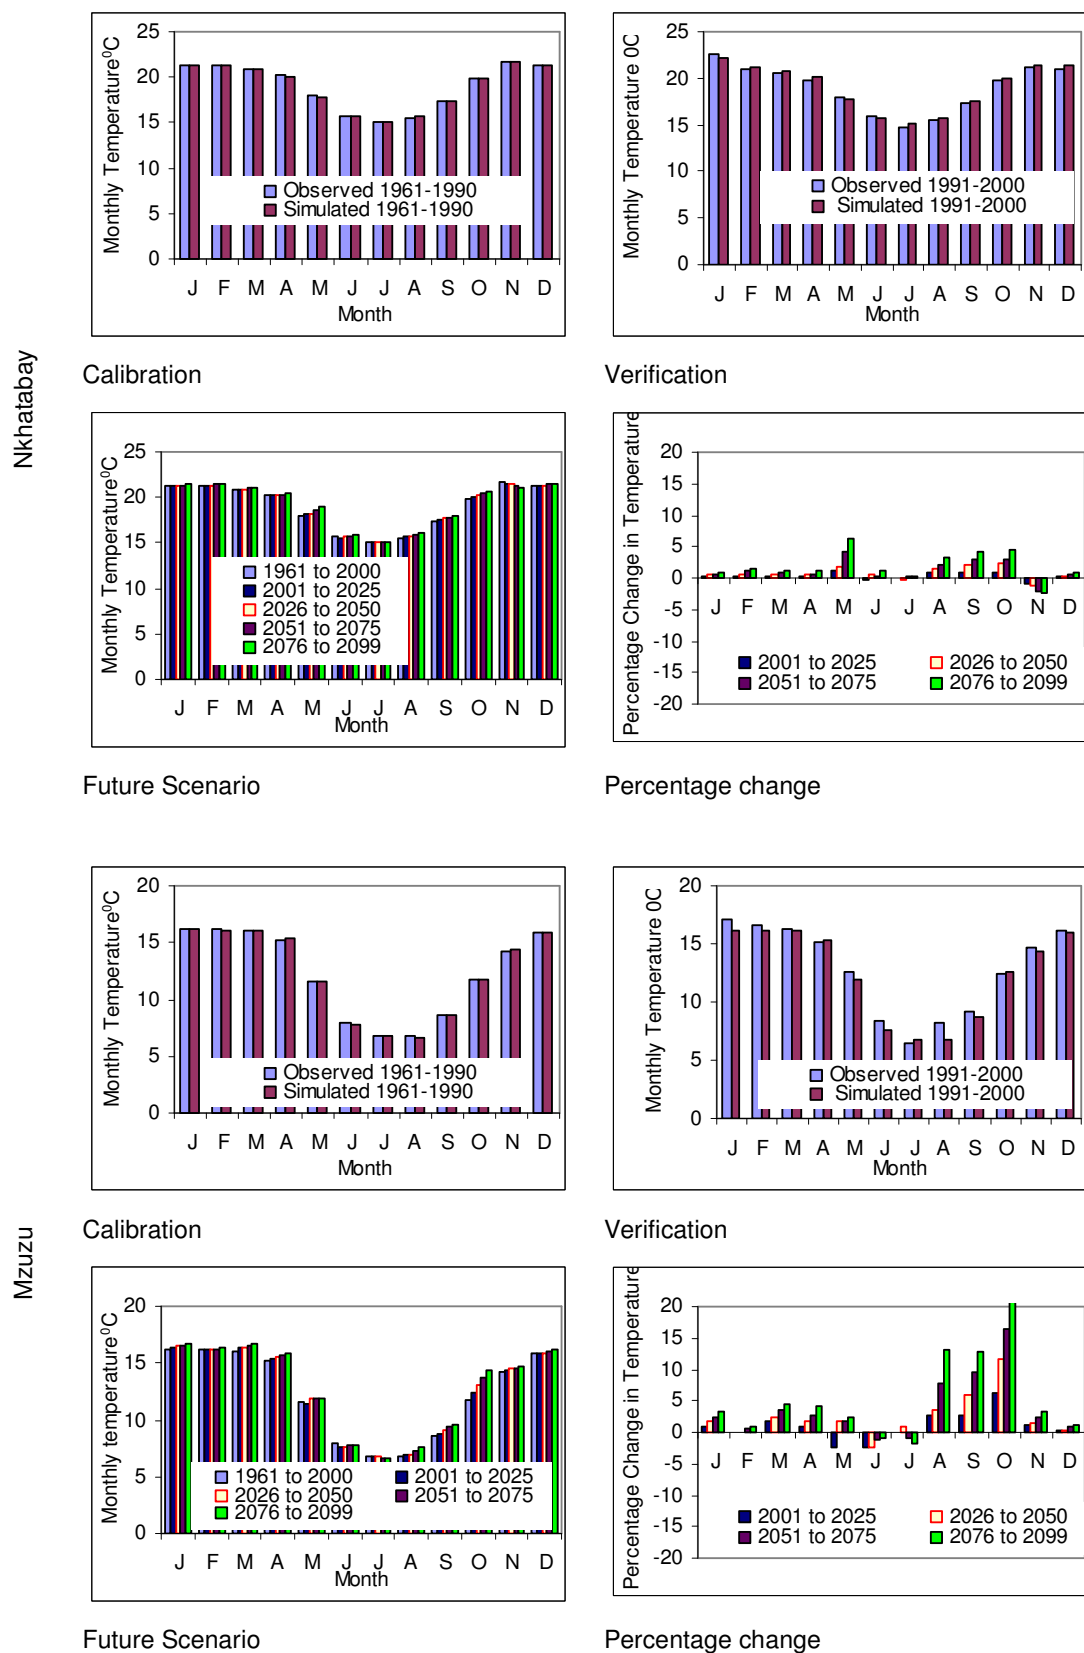 Nkhatabay
Monthly Temperature⁰C
25
20
15
10
5
0
Observed 1961-1990
Simulated 1961-1990
J F M A M J J A S O N D
Month
Calibration
Monthly Temperature 0C
25
20
15
10
5
0
Observed 1991-2000
Simulated 1991-2000
J F M A M J J A S O N D
Month
Verification
Monthly Temperature⁰C
25
20
15
10
5
0
1961 to 2000
2001 to 2025
2026 to 2050
2051 to 2075
2076 to 2099
J F M A M J J A S O N D
Month
Future Scenario
Percentage Change in Temperature
20
15
10
5
0
-5
-10
-15
-20
J F M A M J J A S O N D
2001 to 2025 2026 to 2050
2051 to 2075 2076 to 2099
Percentage change
Mzuzu
Monthly Temperature⁰C
20
15
10
5
0
Observed 1961-1990
Simulated 1961-1990
J F M A M J J A S O N D
Month
Calibration
Monthly Temperature 0C
20
15
10
5
0
Observed 1991-2000
Simulated 1991-2000
J F M A M J J A S O N D
Month
Verification
Monthly temperature⁰C
20
15
10
5
0
1961 to 2000 2001 to 2025
2026 to 2050 2051 to 2075
2076 to 2099
J F M A M J J A S O N D
Month
Future Scenario
Percentage Change in Temperature
20
15
10
5
0
-5
-10
-15
-20
J F M A M J J A S O N D
2001 to 2025 2026 to 2050
2051 to 2075 2076 to 2099
Percentage change